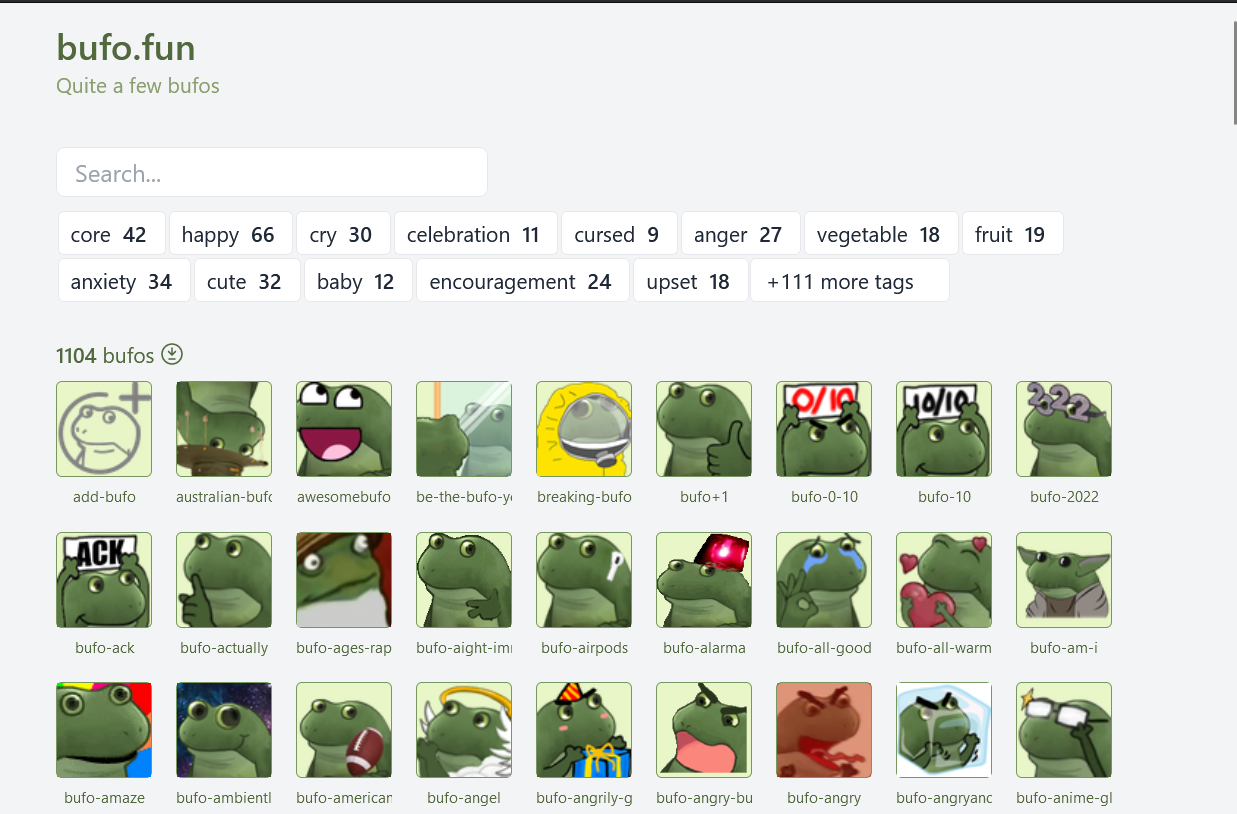 bufo.fun
Quite a few bufos
Search...
core 42 happy 66 cry 30 celebration 11 cursed 9 anger 27 vegetable 18 fruit 19
anxiety 34 cute 32 baby 12 encouragement 24 upset 18 +111 more tags
1104 bufos
0/10 10/10 2022
add-bufo australian-bufo awesomebufo be-the-bufo-yo breaking-bufo bufo+1 bufo-0-10 bufo-10 bufo-2022
ACK
bufo-ack bufo-actually bufo-ages-rap bufo-aight-imm bufo-airpods bufo-alarma bufo-all-good bufo-all-warm bufo-am-i
bufo-amaze bufo-ambientl bufo-american bufo-angel bufo-angrily-g bufo-angry-bu bufo-angry bufo-angryanc bufo-anime-gl